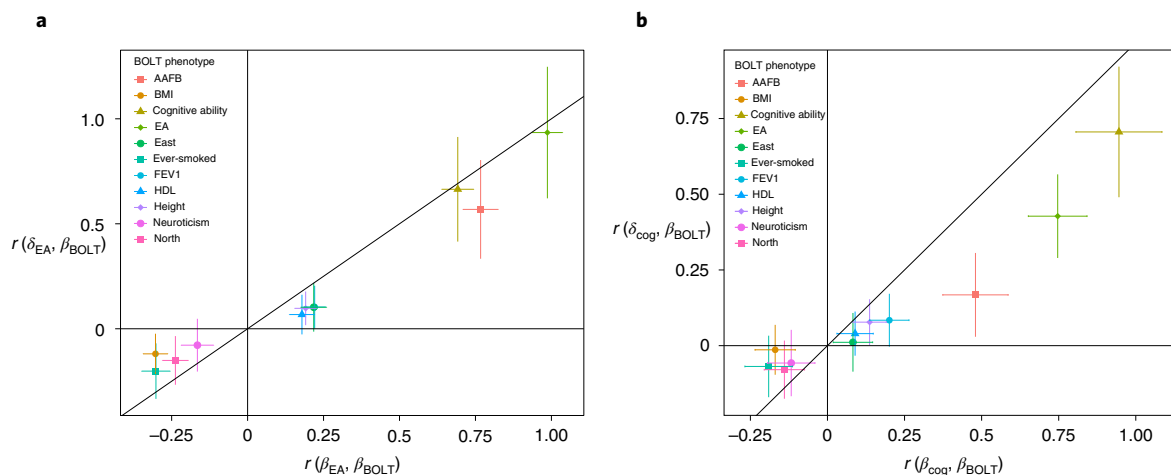 a
BOLT phenotype
AAFB
BMI
Cognitive ability
EA
East
Ever-smoked
FEV1
HDL
Height
Neuroticism
North
1.0
0.5
0
r (δEA, βBOLT)
−0.25 0 0.25 0.50 0.75 1.00
r (βEA, βBOLT)
b
BOLT phenotype
AAFB
BMI
Cognitive ability
EA
East
Ever-smoked
FEV1
HDL
Height
Neuroticism
North
0.75
0.50
0.25
0
r (δcog, βBOLT)
−0.25 0 0.25 0.50 0.75 1.00
r (βcog, βBOLT)